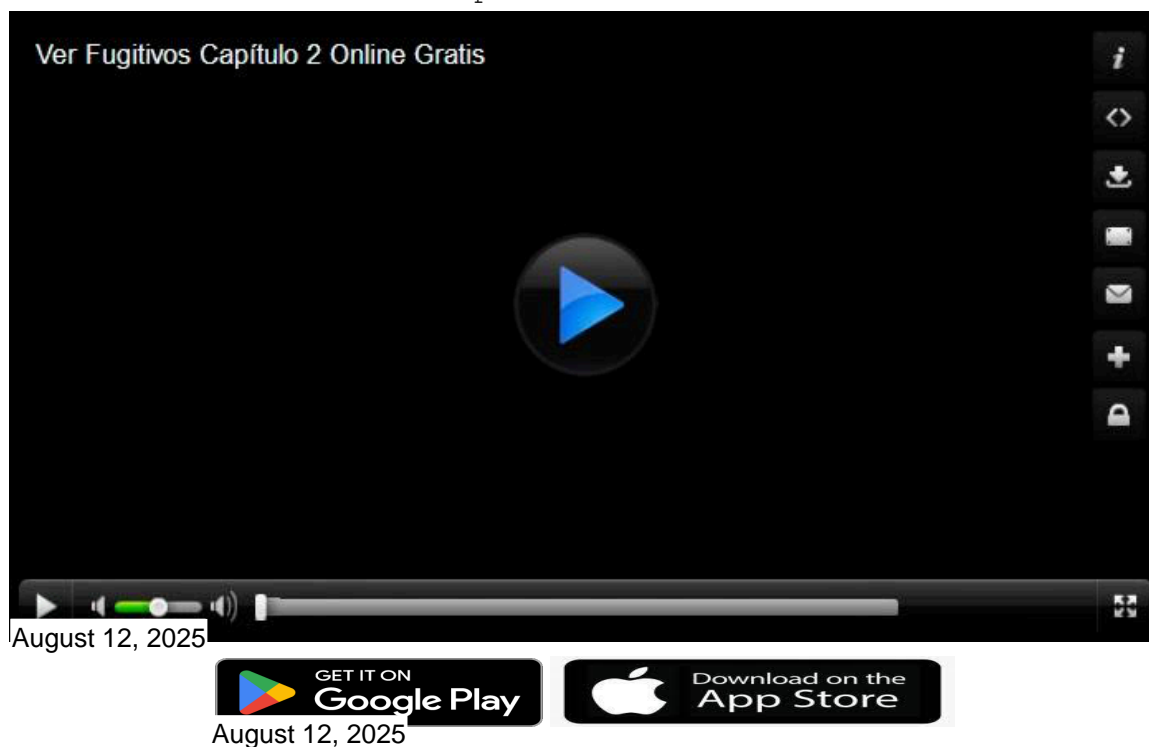 Ver Fugitivos Capítulo 2 Online Gratis
August 12, 2025
GET IT ON
Google Play
Download on the
App Store
August 12, 2025